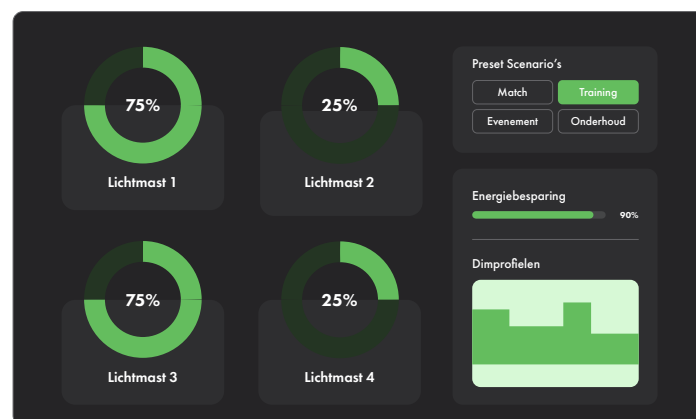 75%
Lichtmast 1
25%
Lichtmast 2
75%
Lichtmast 3
25%
Lichtmast 4
Preset Scenario's
Match
Training
Evenement
Onderhoud
Energiebesparing
90%
Dimprofielen